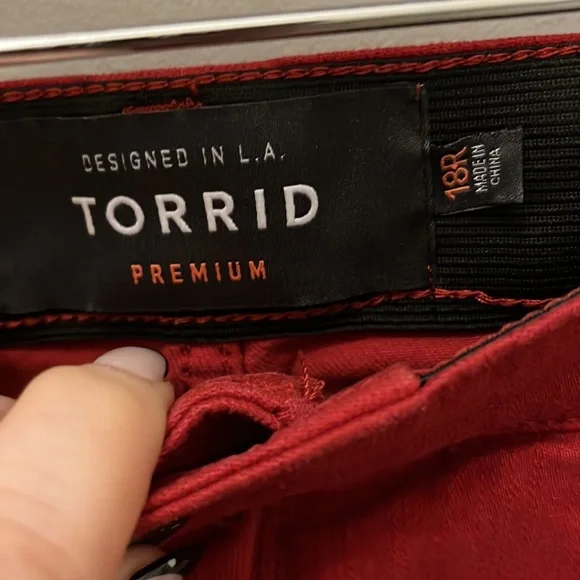 DESIGNED IN L.A.
TORRID
PREMIUM
18R
MADE IN
CHINA